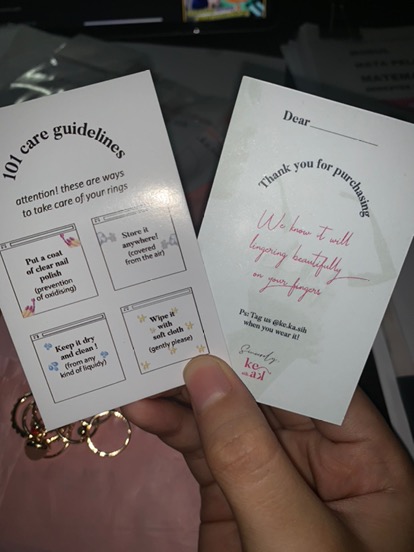 101 care guidelines
attention! these are ways
to take care of your rings
Put a coat
of clear nail
polish
(prevention
of oxidising)
Store it
anywhere!
(covered
from the air)
Keep it dry
and clean !
(from any
kind of liquidy)
Wipe it
with
soft cloth
(gently please)
Dear
Thank you for purchasing
We know It will
lingering beautifully
on your fingers
Ps: Tag us @ke.ka.sih
when you wear it!
Sincerely
ke